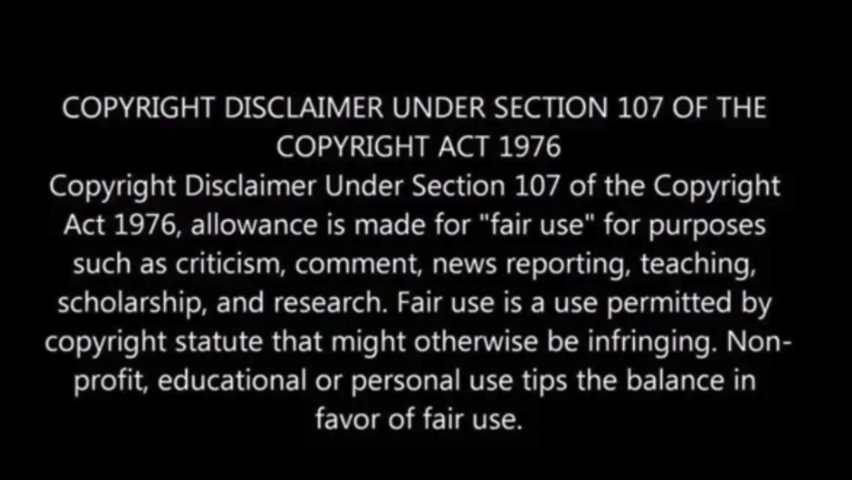 COPYRIGHT DISCLAIMER UNDER SECTION 107 OF THE
COPYRIGHT ACT 1976
Copyright Disclaimer Under Section 107 of the Copyright
Act 1976, allowance is made for "fair use" for purposes
such as criticism, comment, news reporting, teaching,
scholarship, and research. Fair use is a use permitted by
copyright statute that might otherwise be infringing. Non-
profit, educational or personal use tips the balance in
favor of fair use.